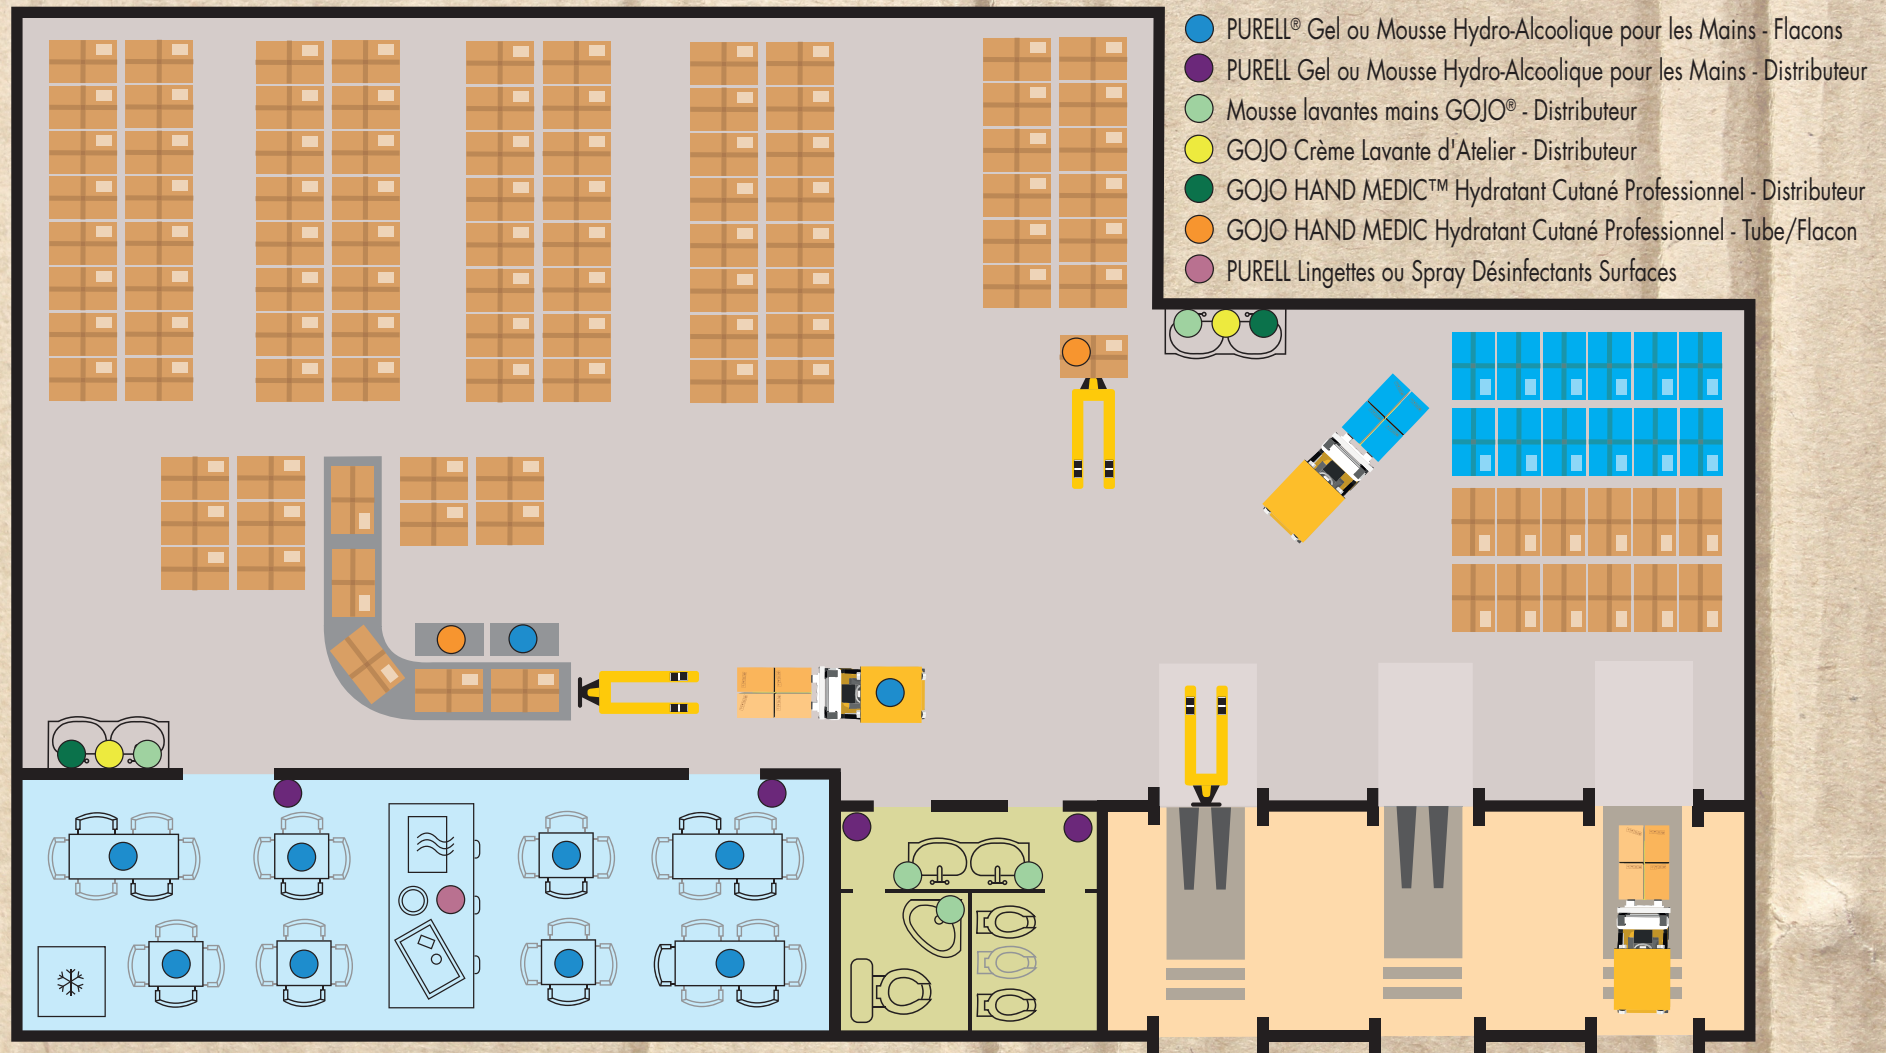 PURELL® Gel ou Mousse Hydro-Alcoolique pour les Mains - Flacons
PURELL Gel ou Mousse Hydro-Alcoolique pour les Mains - Distributeur
Mousse lavantes mains GOJO® - Distributeur
GOJO Crème Lavante d'Atelier - Distributeur
GOJO HAND MEDIC™ Hydratant Cutané Professionnel - Distributeur
GOJO HAND MEDIC Hydratant Cutané Professionnel - Tube/Flacon
PURELL Lingettes ou Spray Désinfectants Surfaces